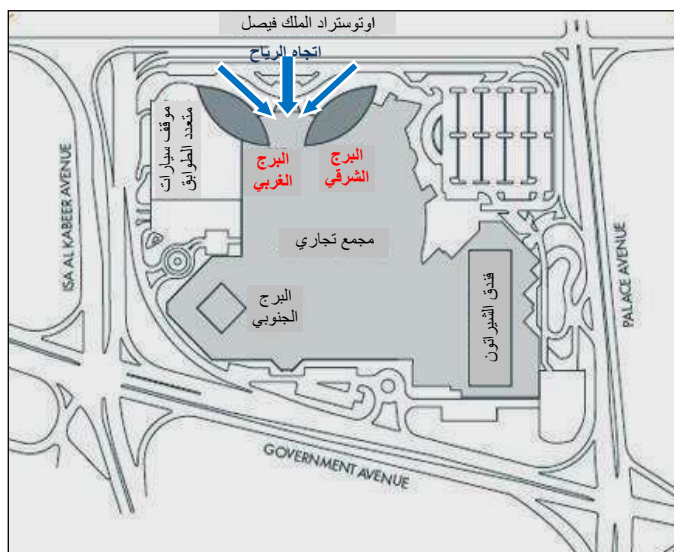 اوتوستراد الملك فيصل
اتجاه الرياح
موقف سيارات
متعدد الطوابق
البرج
الغربي
البرج
الشرقي
مجمع تجاري
البرج
الجنوبي
فندق الشيراتون
ISA AL KABEER AVENUE
PALACE AVENUE
GOVERNMENT AVENUE